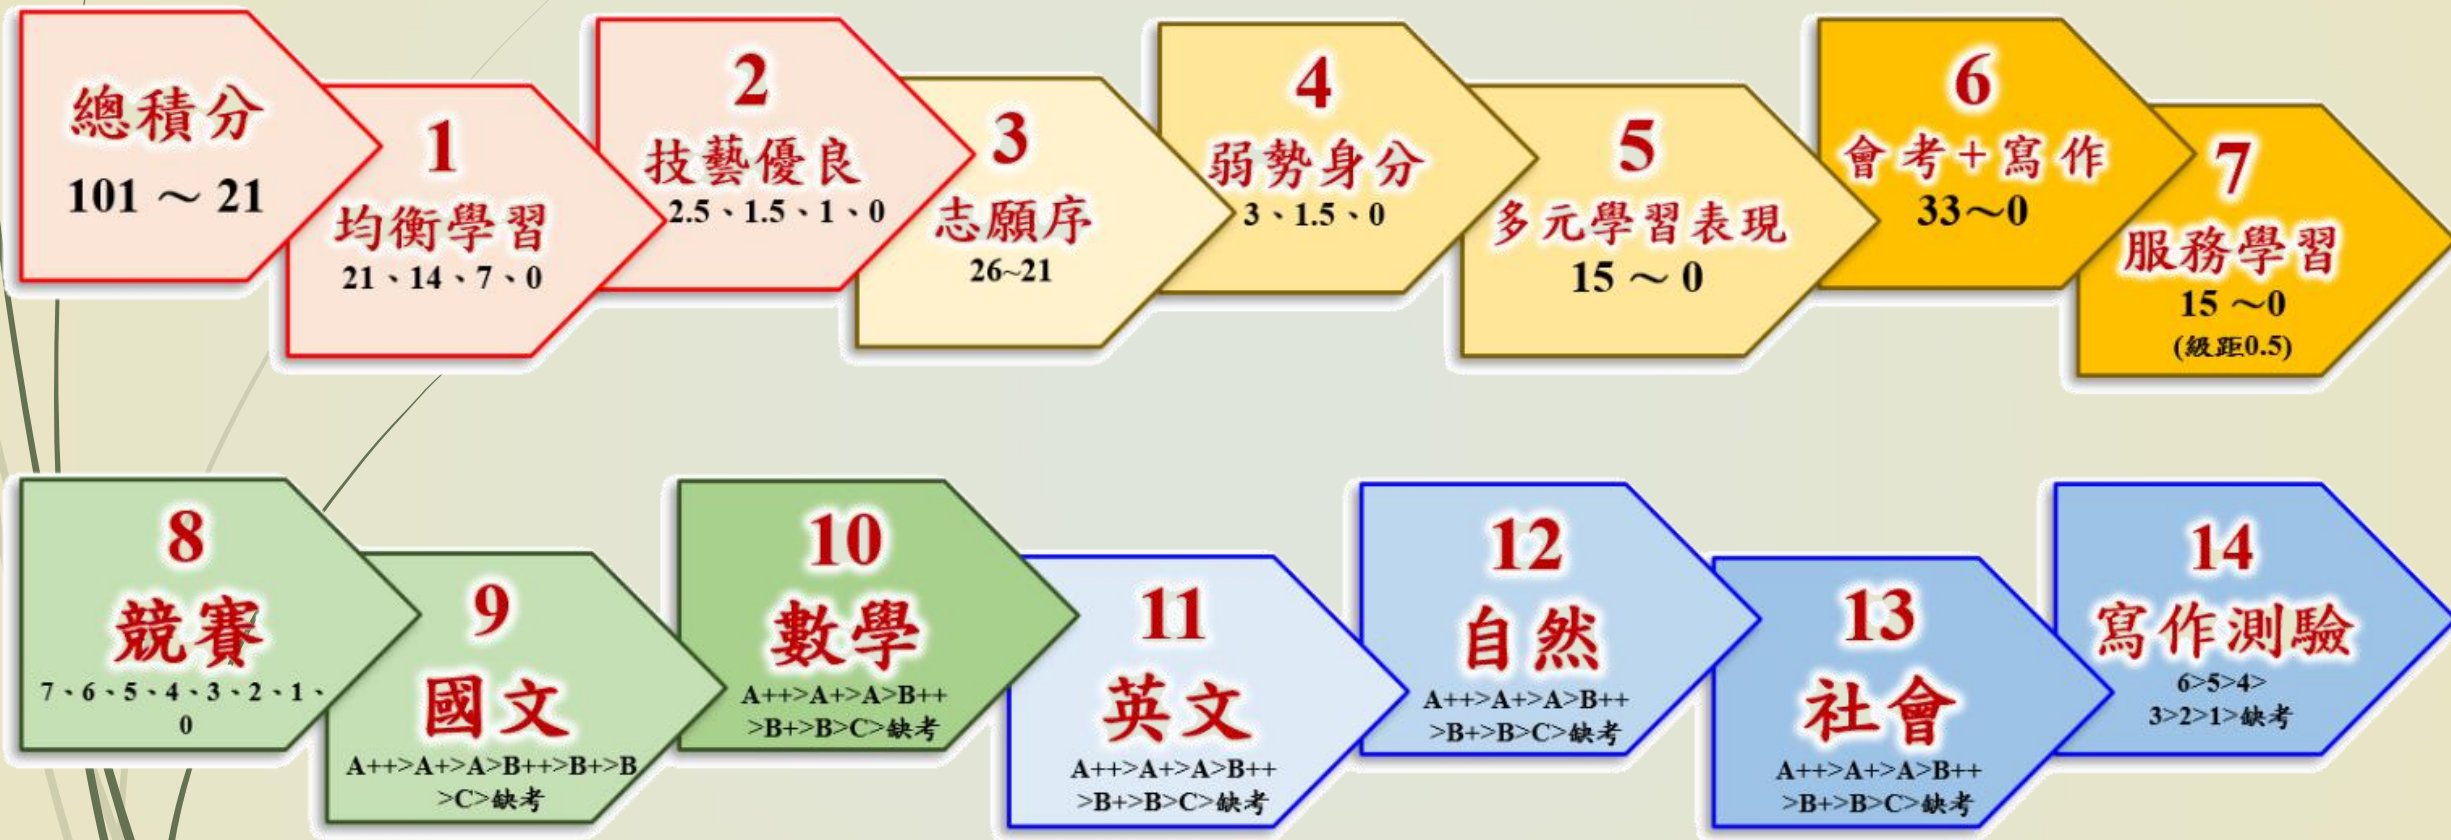 總積分
101 ～ 21
1
均衡學習
21、14、7、0
2
技藝優良
2.5、1.5、1、0
3
志願序
26~21
4
弱勢身分
3、1.5、0
5
多元學習表現
15 ～ 0
6
會考+寫作
33～0
7
服務學習
15 ～0
(級距0.5)
8
競賽
7、6、5、4、3、2、1、
0
9
國文
A++>A+>A>B++>B+>B
>C>缺考
10
數學
A++>A+>A>B++
>B+>B>C>缺考
11
英文
A++>A+>A>B++
>B+>B>C>缺考
12
自然
A++>A+>A>B++
>B+>B>C>缺考
13
社會
A++>A+>A>B++
>B+>B>C>缺考
14
寫作測驗
6>5>4>
3>2>1>缺考